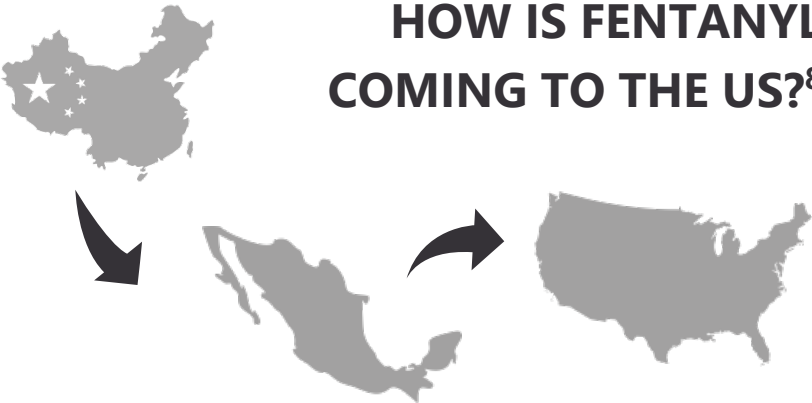 HOW IS FENTANYL
COMING TO THE US?⁸